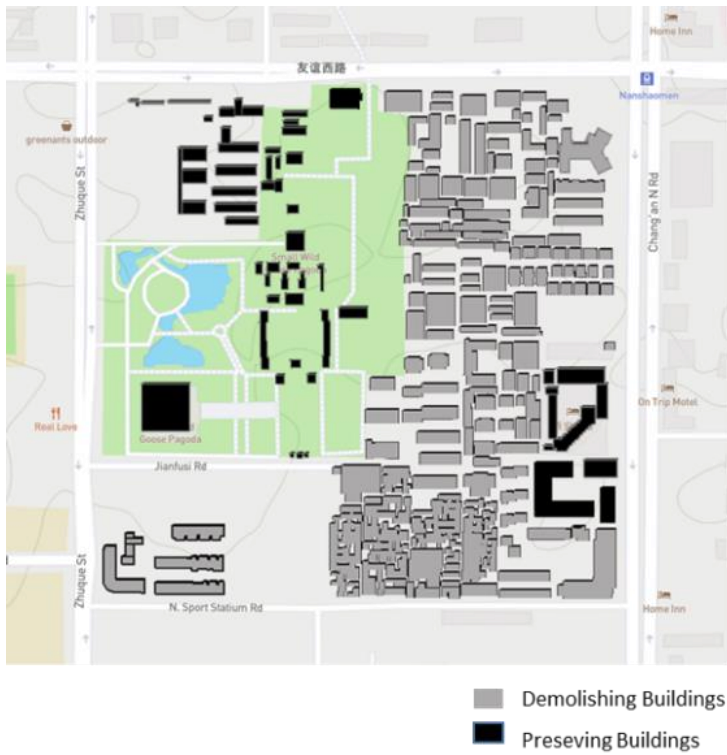 友谊西路
Home Inn
Nanshaomen
greenants outdoor
Zhuque St
Chang'an N Rd
Small Wild
On Trip Motel
Real Love
Goose Pagoda
Jianfusi Rd
Zhuque St
N. Sport Statium Rd
Home Inn
Demolishing Buildings
Preseving Buildings